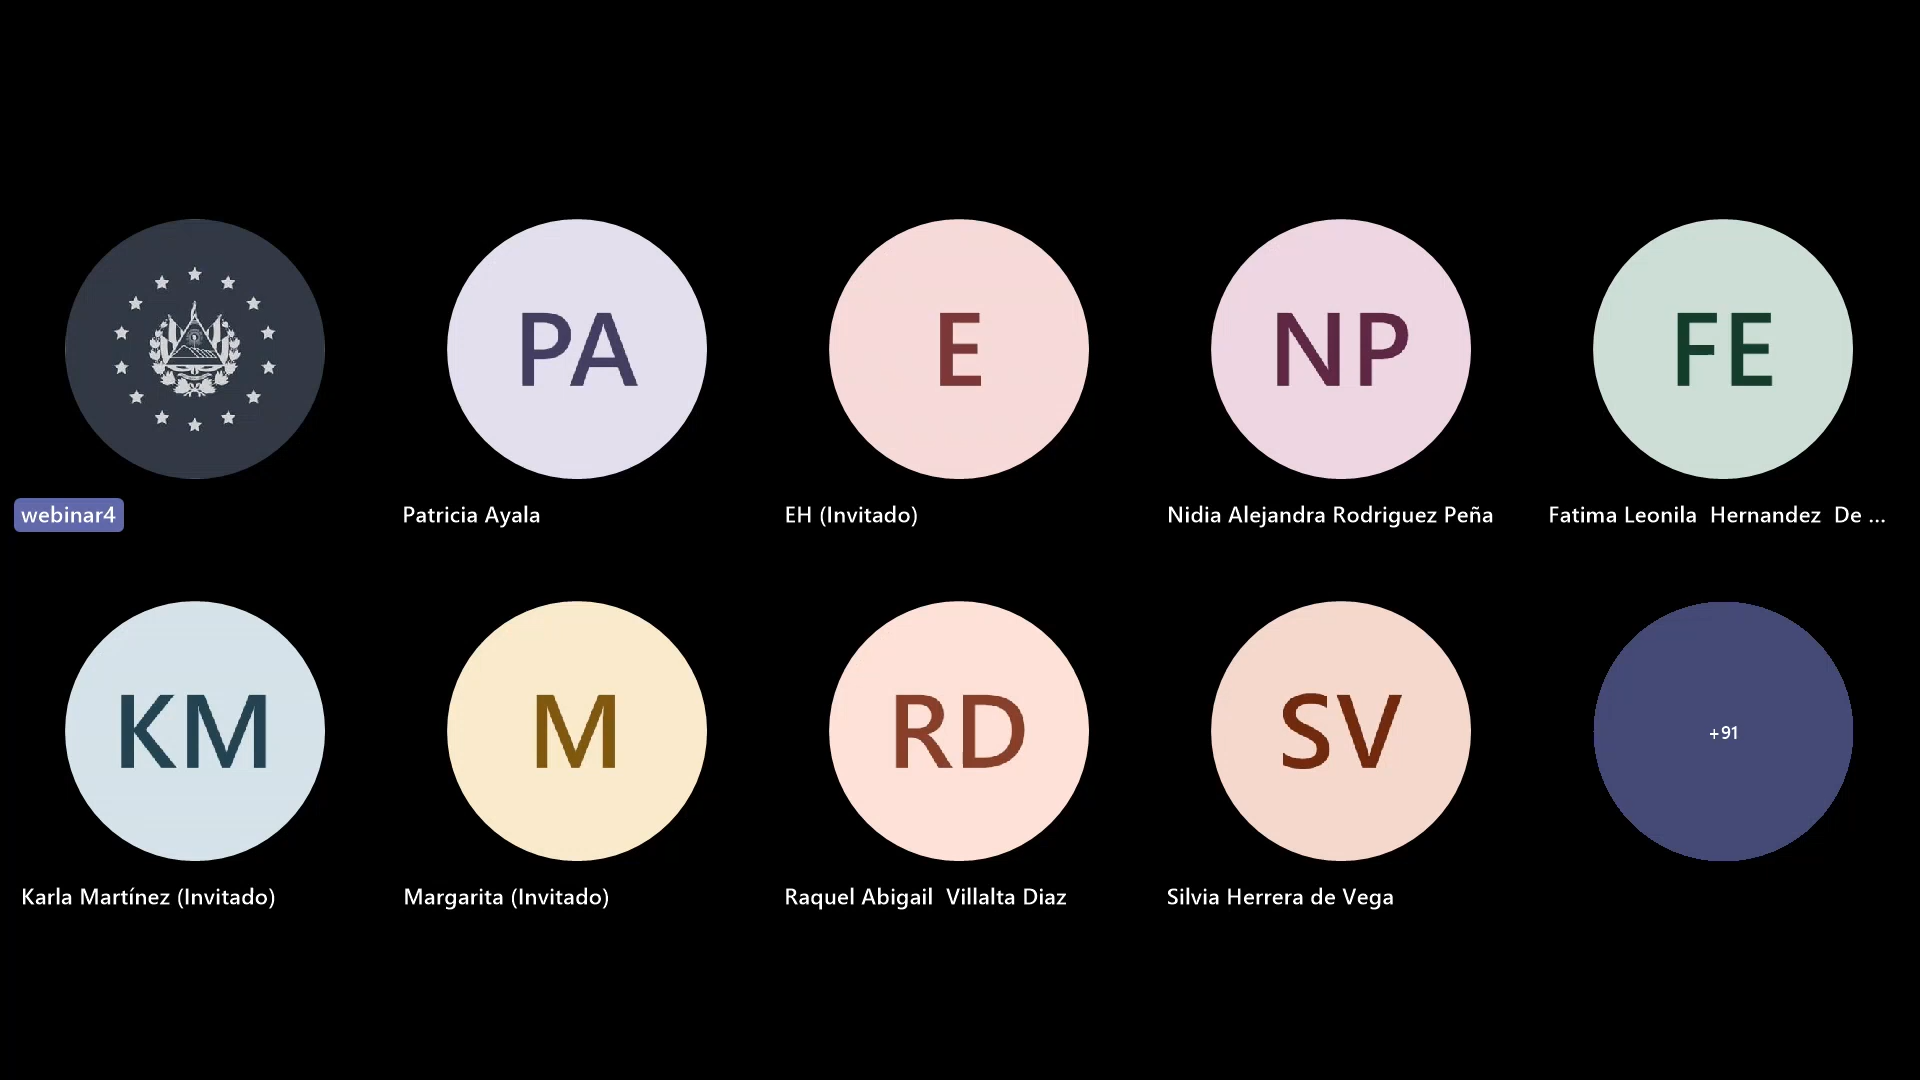 PA
E
NP
FE
webinar4
Patricia Ayala
EH (Invitado)
Nidia Alejandra Rodriguez Peña
Fatima Leonila  Hernandez  De ...
KM
M
RD
SV
+91
Karla Martínez (Invitado)
Margarita (Invitado)
Raquel Abigail  Villalta Diaz
Silvia Herrera de Vega